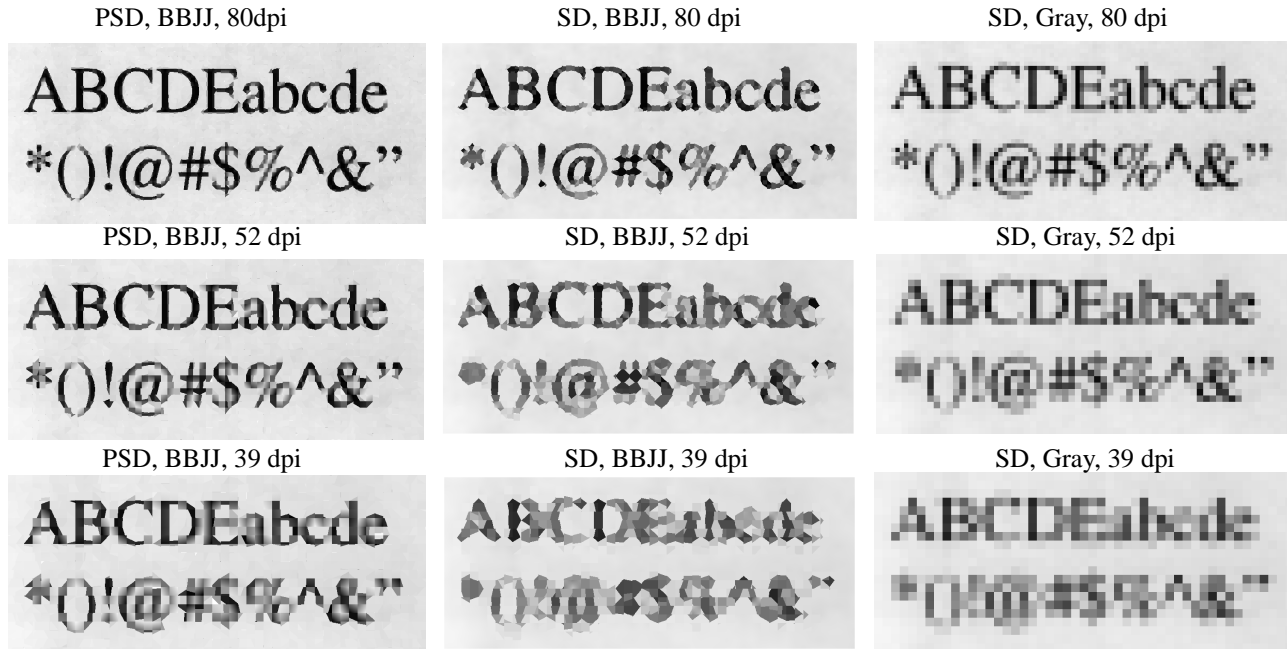 PSD, BBJJ, 80dpi
SD, BBJJ, 80 dpi
SD, Gray, 80 dpi
ABCDEabcde
ABCDEabcde
ABCDEabcde
*()!@#$%^&”
*()!@#$%^&”
*()!@#$%^&”
PSD, BBJJ, 52 dpi
SD, BBJJ, 52 dpi
SD, Gray, 52 dpi
ABCDEabcde
ABCDEabcde
ABCDEabcde
*()!@#$%^&”
*()!@#$%^&”
*()!@#$%^&”
PSD, BBJJ, 39 dpi
SD, BBJJ, 39 dpi
SD, Gray, 39 dpi
ABCDEabcde
ABCDEabcde
ABCDEabcde
*()!@#$%^&”
*()!@#$%^&”
*()!@#$%^&”